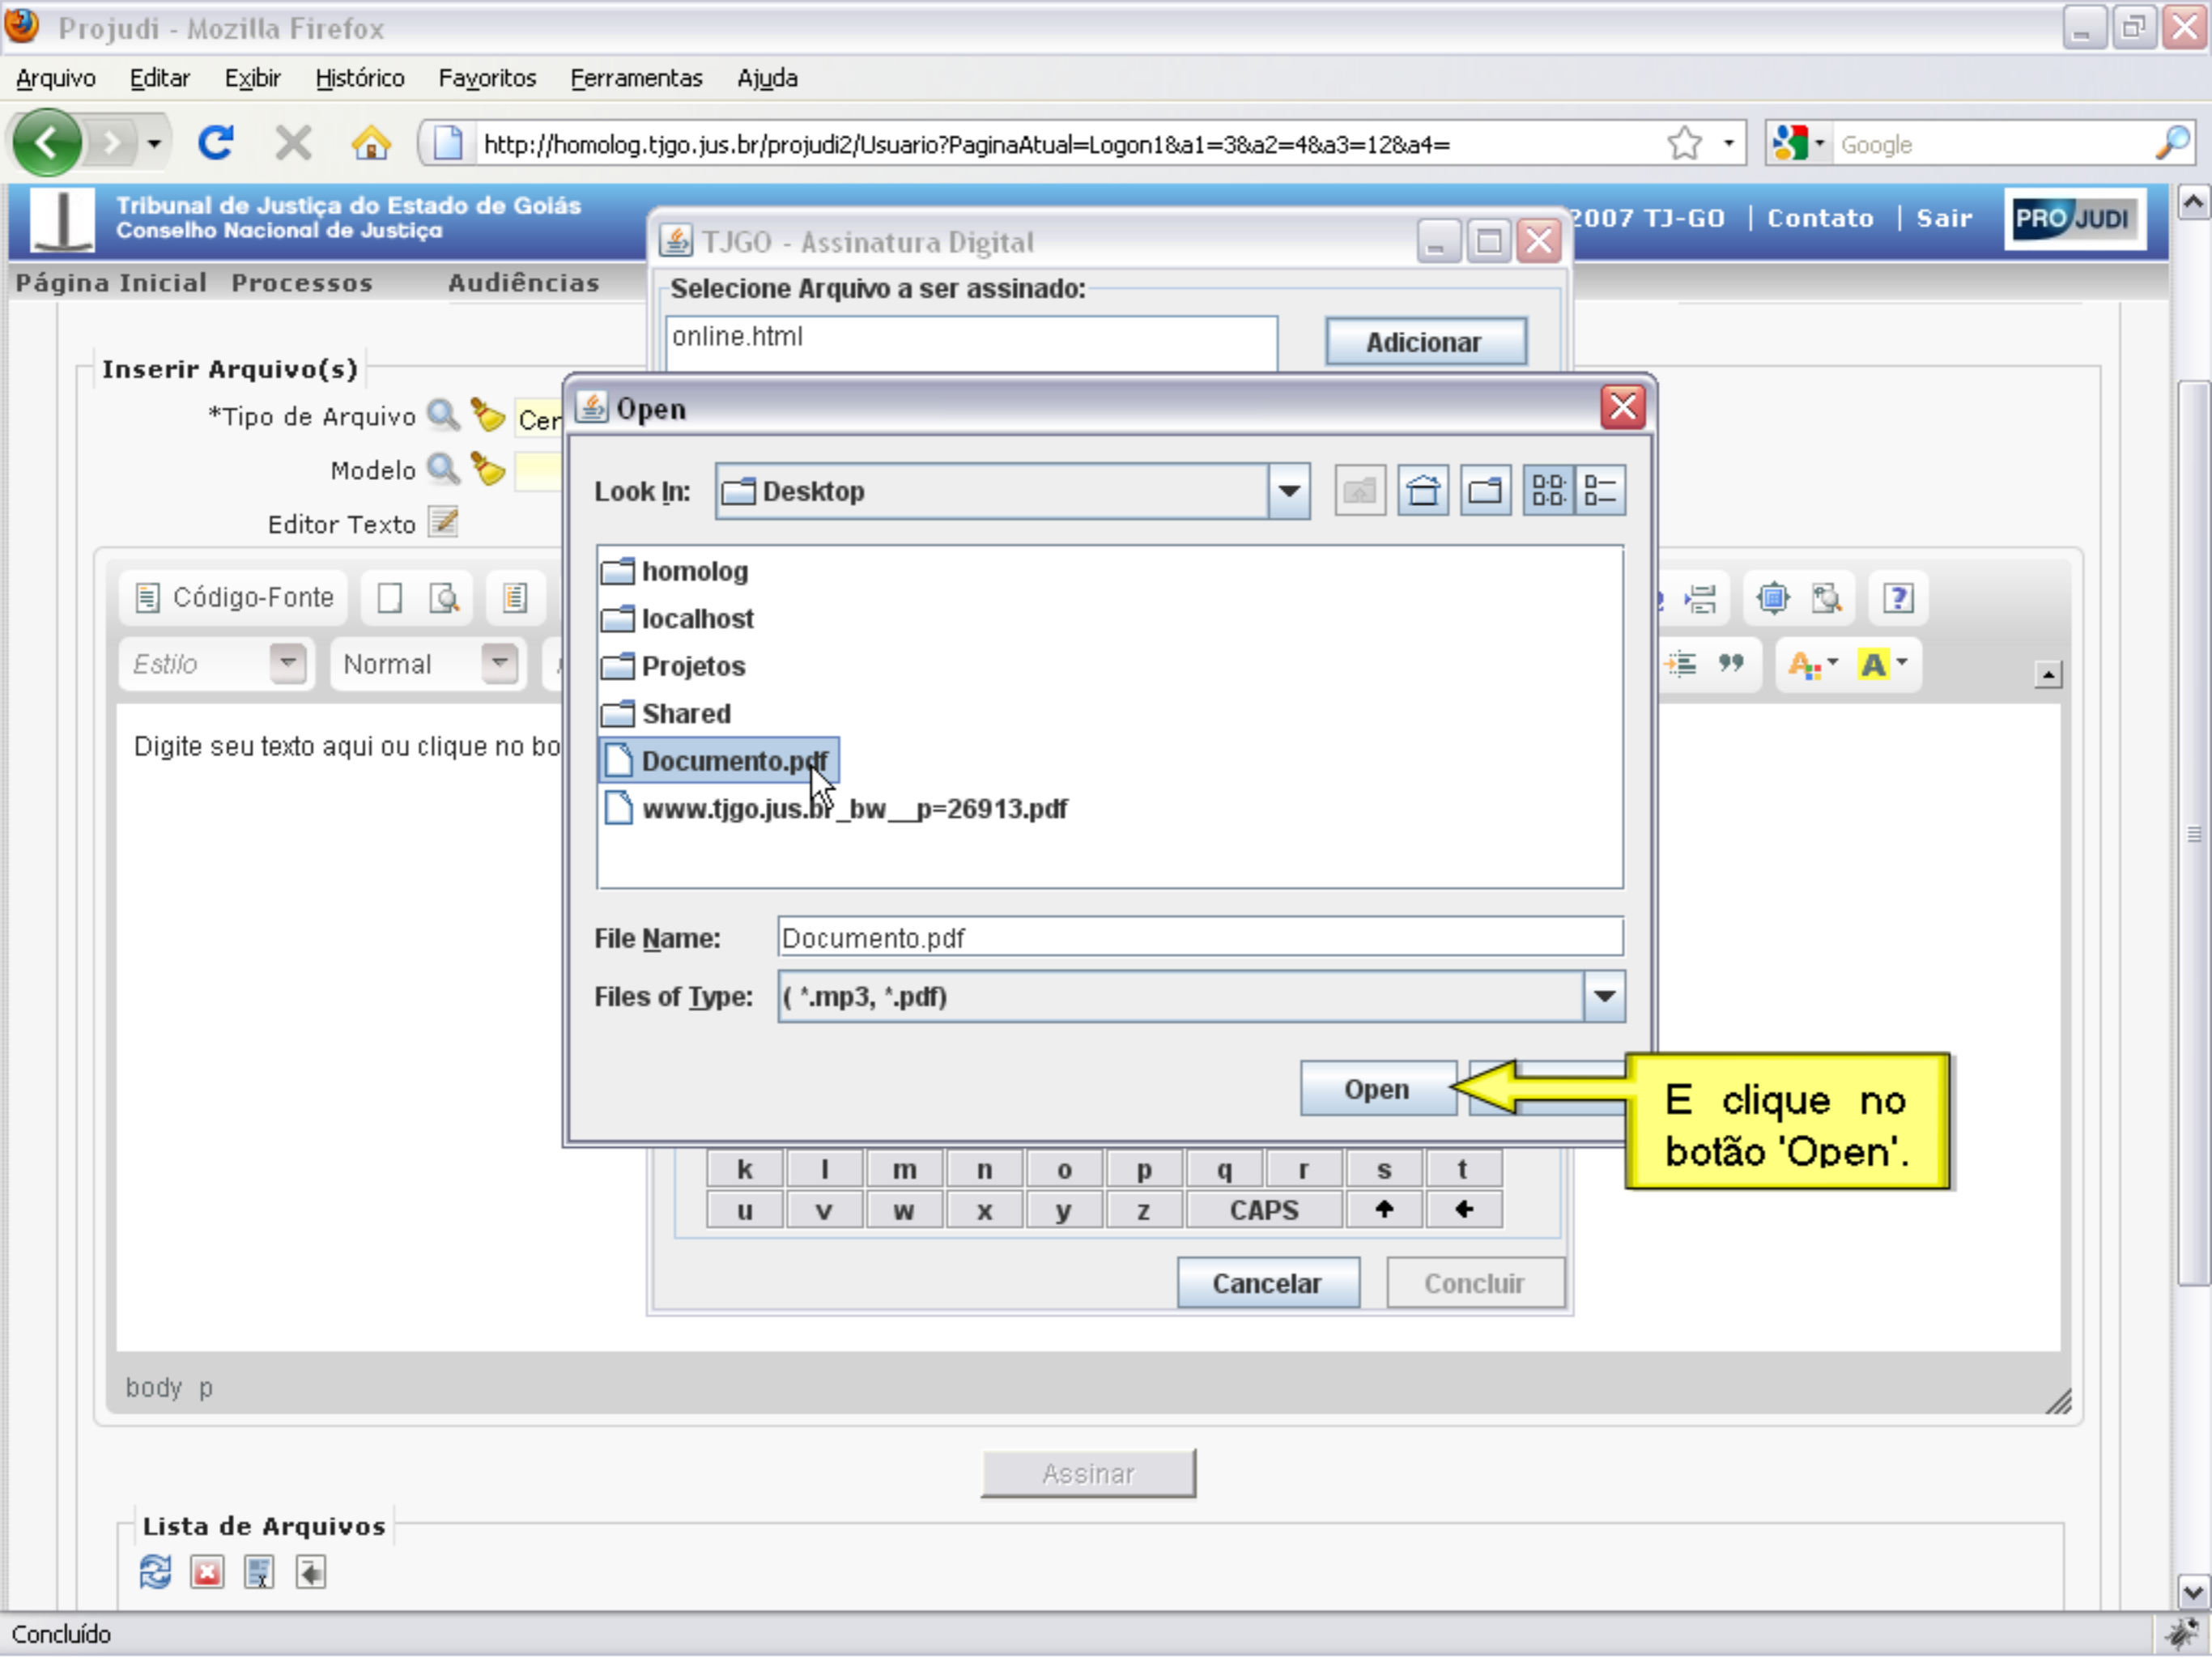 Projudi - Mozilla Firefox
Arquivo Editar Exibir Histórico Favoritos Ferramentas Ajuda
http://homolog.tjgo.jus.br/projudi2/Usuario?PaginaAtual=Logon1&a1=3&a2=4&a3=12&a4=
Google
Tribunal de Justiça do Estado de Goiás
Conselho Nacional de Justiça
2007 TJ-GO | Contato | Sair
PROJUDI
Página Inicial Processos Audiências
TJGO - Assinatura Digital
Selecione Arquivo a ser assinado:
online.html
Adicionar
Inserir Arquivo(s)
*Tipo de Arquivo
Cer
Modelo
Editor Texto
Código-Fonte
Estilo
Normal
Digite seu texto aqui ou clique no bo
Open
Look In:
Desktop
homolog
localhost
Projetos
Shared
Documento.pdf
www.tjgo.jus.br_bw__p=26913.pdf
File Name:
Documento.pdf
Files of Type:
( *.mp3, *.pdf)
Open
E clique no
botão 'Open'.
k l m n o p q r s t
u v w x y z CAPS
Cancelar
Concluir
body p
Assinar
Lista de Arquivos
Concluído